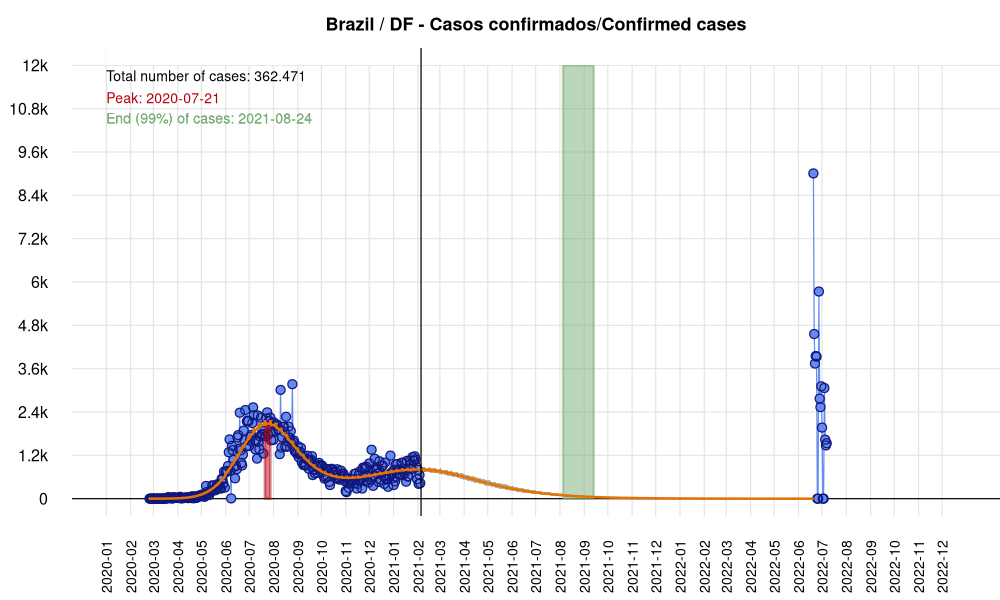 Brazil / DF - Casos confirmados/Confirmed cases
12k
Total number of cases: 362.471
Peak: 2020-07-21
End (99%) of cases: 2021-08-24
10.8k
9.6k
8.4k
7.2k
6k
4.8k
3.6k
2.4k
1.2k
0
2020-01
2020-02
2020-03
2020-04
2020-05
2020-06
2020-07
2020-08
2020-09
2020-10
2020-11
2020-12
2021-01
2021-02
2021-03
2021-04
2021-05
2021-06
2021-07
2021-08
2021-09
2021-10
2021-11
2021-12
2022-01
2022-02
2022-03
2022-04
2022-05
2022-06
2022-07
2022-08
2022-09
2022-10
2022-11
2022-12